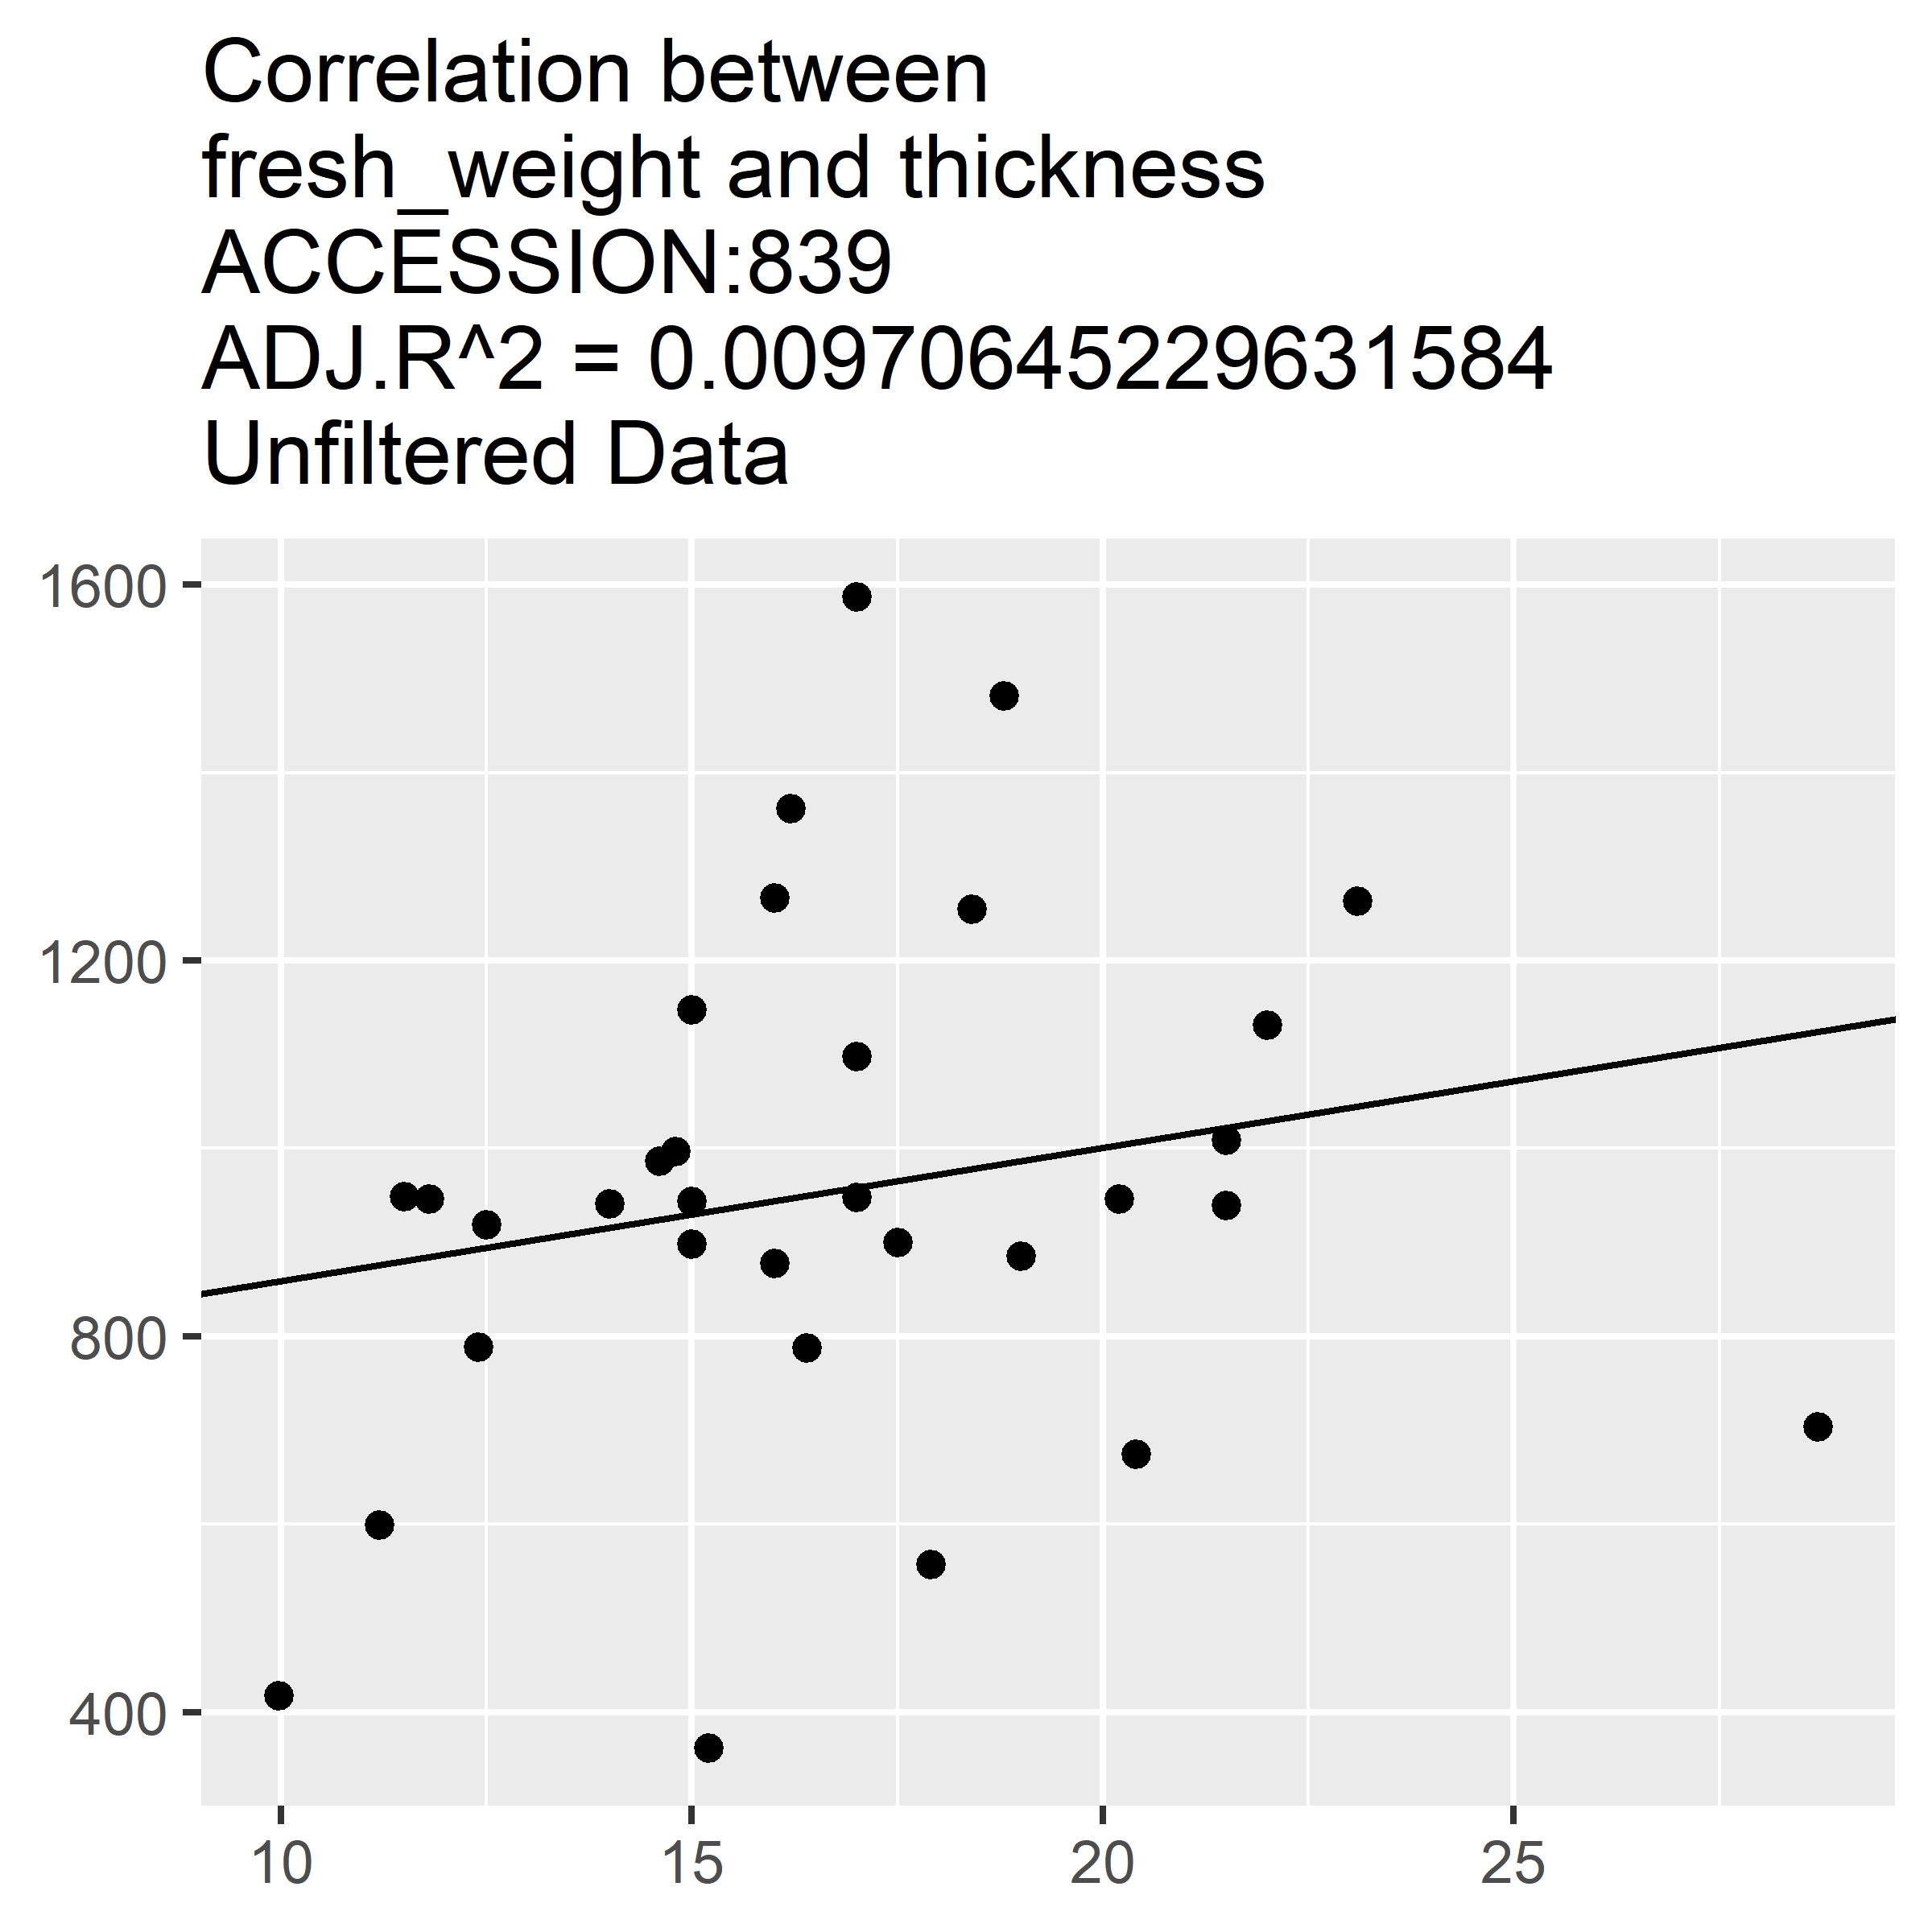 Correlation between
fresh_weight and thickness
ACCESSION:839
ADJ.R^2 = 0.00970645229631584
Unfiltered Data
1600
1200
800
400
10 15 20 25